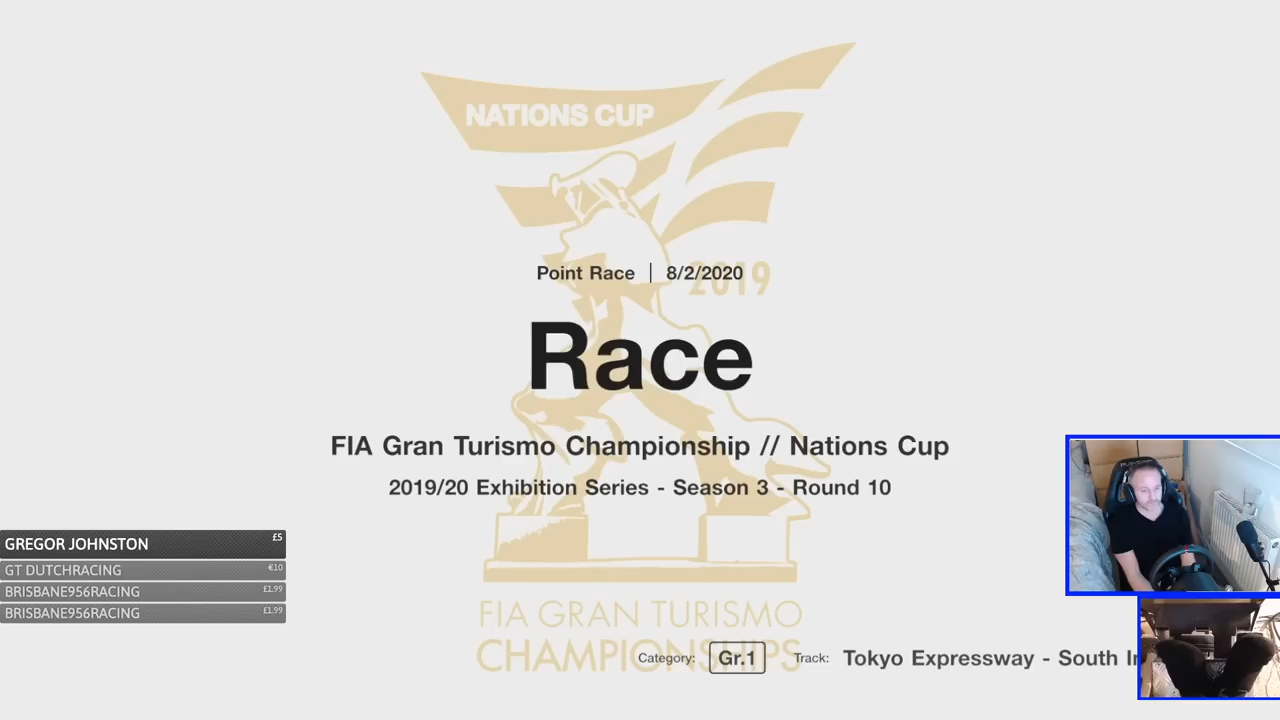 NATIONS CUP
2019
Point Race | 8/2/2020
Race
FIA Gran Turismo Championship // Nations Cup
2019/20 Exhibition Series - Season 3 - Round 10
GREGOR JOHNSTON £5
GT DUTCHRACING €10
BRISBANE956RACING £1.99
BRISBANE956RACING £1.99
FIA GRAN TURISMO
CHAMPIONSHIPS
Category: Gr.1 Track: Tokyo Expressway - South